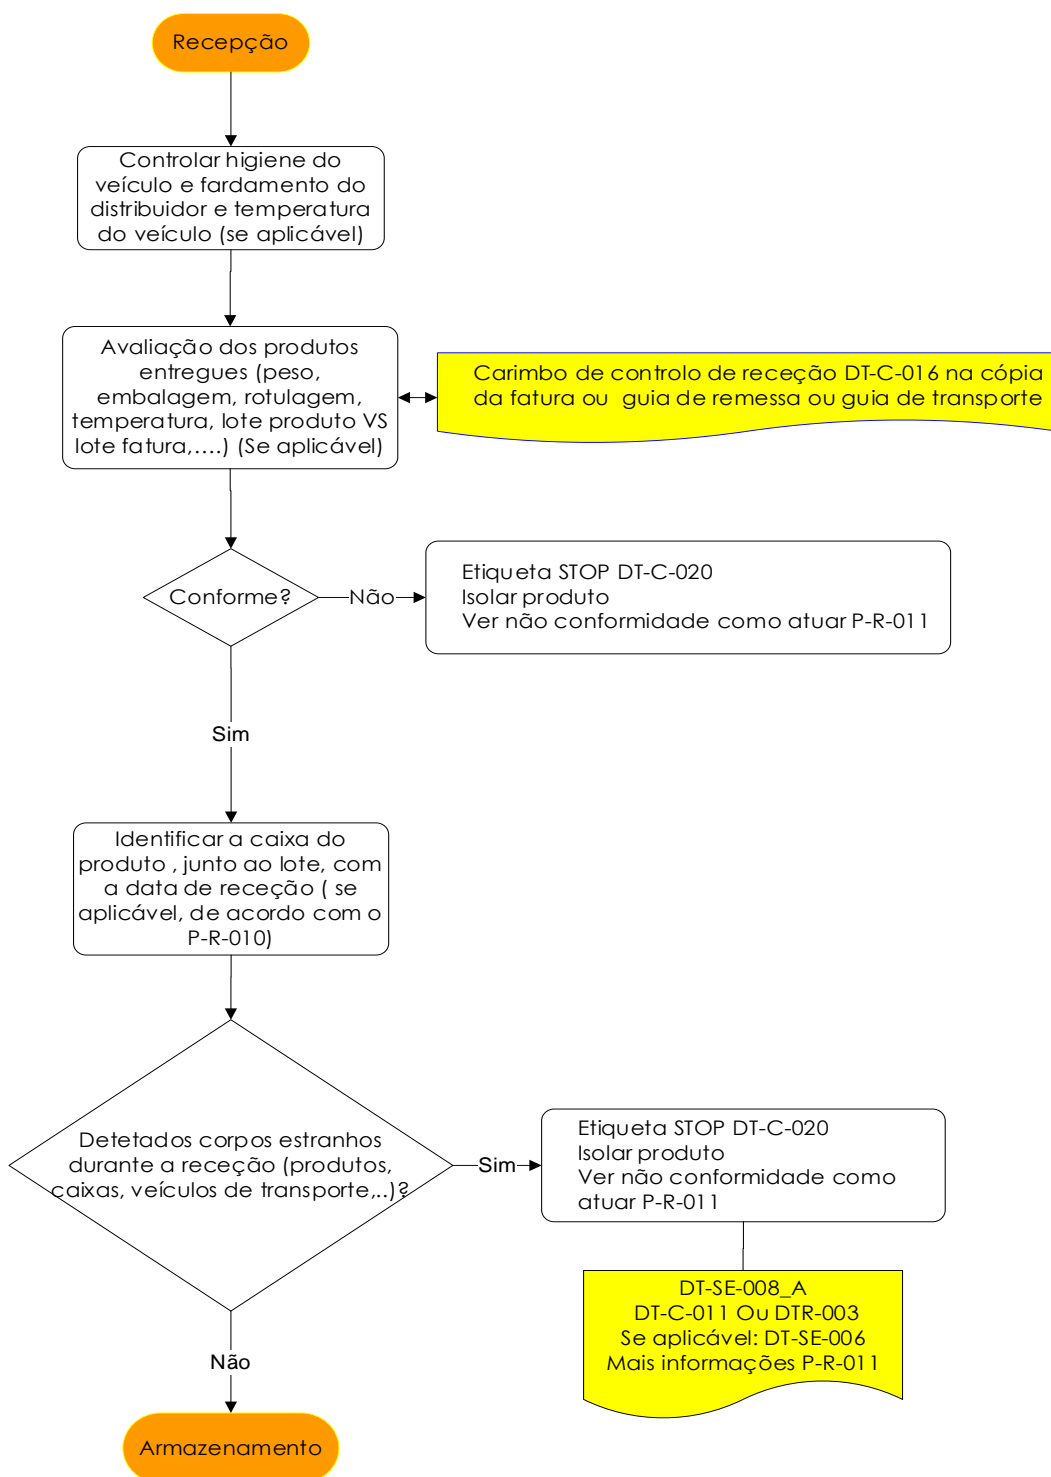 Recepção
Controlar higiene do
veículo e fardamento do
distribuidor e temperatura
do veículo (se aplicável)
Avaliação dos produtos
entregues (peso,
embalagem, rotulagem,
temperatura, lote produto VS
lote fatura,....) (Se aplicável)
Carimbo de controlo de receção DT-C-016 na cópia
da fatura ou guia de remessa ou guia de transporte
Conforme?
Não
Etiqueta STOP DT-C-020
Isolar produto
Ver não conformidade como atuar P-R-011
Sim
Identificar a caixa do
produto , junto ao lote, com
a data de receção ( se
aplicável, de acordo com o
P-R-010)
Detetados corpos estranhos
durante a receção (produtos,
caixas, veículos de transporte,..)?
Sim
Etiqueta STOP DT-C-020
Isolar produto
Ver não conformidade como
atuar P-R-011
DT-SE-008_A
DT-C-011 Ou DTR-003
Se aplicável: DT-SE-006
Mais informações P-R-011
Não
Armazenamento